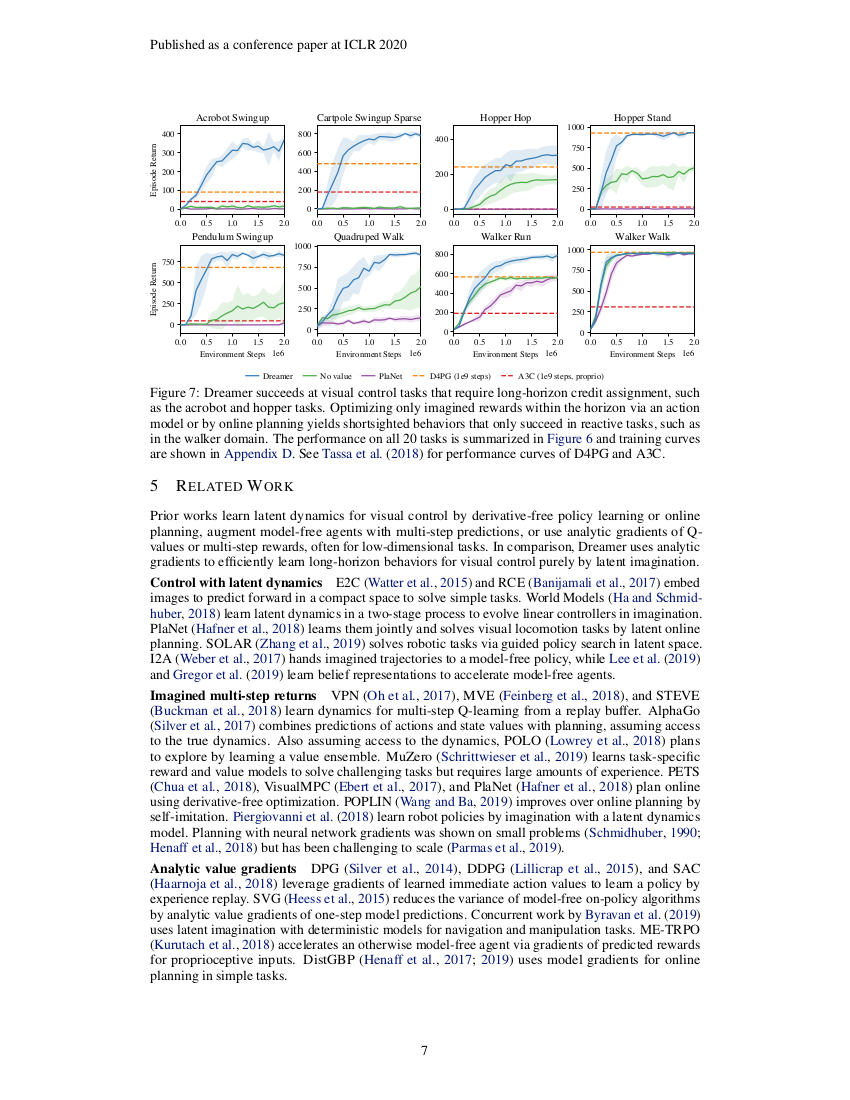 Published as a conference paper at ICLR 2020
Acrobot Swingup
Cartpole Swingup Sparse
Hopper Hop
Hopper Stand
Episode Return
400
300
200
100
0
0.0 0.5 1.0 1.5 2.0
800
600
400
200
0
0.0 0.5 1.0 1.5 2.0
400
200
0
0.0 0.5 1.0 1.5 2.0
1000
750
500
250
0
0.0 0.5 1.0 1.5 2.0
Pendulum Swingup
Quadruped Walk
Walker Run
Walker Walk
Episode Return
750
500
250
0
0.0 0.5 1.0 1.5 2.0
Environment Steps 1e6
1000
750
500
250
0
0.0 0.5 1.0 1.5 2.0
Environment Steps 1e6
800
600
400
200
0
0.0 0.5 1.0 1.5 2.0
Environment Steps 1e6
1000
750
500
250
0
0.0 0.5 1.0 1.5 2.0
Environment Steps 1e6
Dreamer No value PlaNet D4PG (1e9 steps) A3C (1e9 steps, proprio)
Figure 7: Dreamer succeeds at visual control tasks that require long-horizon credit assignment, such
as the acrobot and hopper tasks. Optimizing only imagined rewards within the horizon via an action
model or by online planning yields shortsighted behaviors that only succeed in reactive tasks, such as
in the walker domain. The performance on all 20 tasks is summarized in Figure 6 and training curves
are shown in Appendix D. See Tassa et al. (2018) for performance curves of D4PG and A3C.
5 RELATED WORK
Prior works learn latent dynamics for visual control by derivative-free policy learning or online
planning, augment model-free agents with multi-step predictions, or use analytic gradients of Q-
values or multi-step rewards, often for low-dimensional tasks. In comparison, Dreamer uses analytic
gradients to efficiently learn long-horizon behaviors for visual control purely by latent imagination.
Control with latent dynamics E2C (Watter et al., 2015) and RCE (Banijamali et al., 2017) embed
images to predict forward in a compact space to solve simple tasks. World Models (Ha and Schmid-
huber, 2018) learn latent dynamics in a two-stage process to evolve linear controllers in imagination.
PlaNet (Hafner et al., 2018) learns them jointly and solves visual locomotion tasks by latent online
planning. SOLAR (Zhang et al., 2019) solves robotic tasks via guided policy search in latent space.
I2A (Weber et al., 2017) hands imagined trajectories to a model-free policy, while Lee et al. (2019)
and Gregor et al. (2019) learn belief representations to accelerate model-free agents.
Imagined multi-step returns VPN (Oh et al., 2017), MVE (Feinberg et al., 2018), and STEVE
(Buckman et al., 2018) learn dynamics for multi-step Q-learning from a replay buffer. AlphaGo
(Silver et al., 2017) combines predictions of actions and state values with planning, assuming access
to the true dynamics. Also assuming access to the dynamics, POLO (Lowrey et al., 2018) plans
to explore by learning a value ensemble. MuZero (Schrittwieser et al., 2019) learns task-specific
reward and value models to solve challenging tasks but requires large amounts of experience. PETS
(Chua et al., 2018), VisualMPC (Ebert et al., 2017), and PlaNet (Hafner et al., 2018) plan online
using derivative-free optimization. POPLIN (Wang and Ba, 2019) improves over online planning by
self-imitation. Piergiovanni et al. (2018) learn robot policies by imagination with a latent dynamics
model. Planning with neural network gradients was shown on small problems (Schmidhuber, 1990;
Henaff et al., 2018) but has been challenging to scale (Parmas et al., 2019).
Analytic value gradients DPG (Silver et al., 2014), DDPG (Lillicrap et al., 2015), and SAC
(Haarnoja et al., 2018) leverage gradients of learned immediate action values to learn a policy by
experience replay. SVG (Heess et al., 2015) reduces the variance of model-free on-policy algorithms
by analytic value gradients of one-step model predictions. Concurrent work by Byravan et al. (2019)
uses latent imagination with deterministic models for navigation and manipulation tasks. ME-TRPO
(Kurutach et al., 2018) accelerates an otherwise model-free agent via gradients of predicted rewards
for proprioceptive inputs. DistGBP (Henaff et al., 2017; 2019) uses model gradients for online
planning in simple tasks.
7